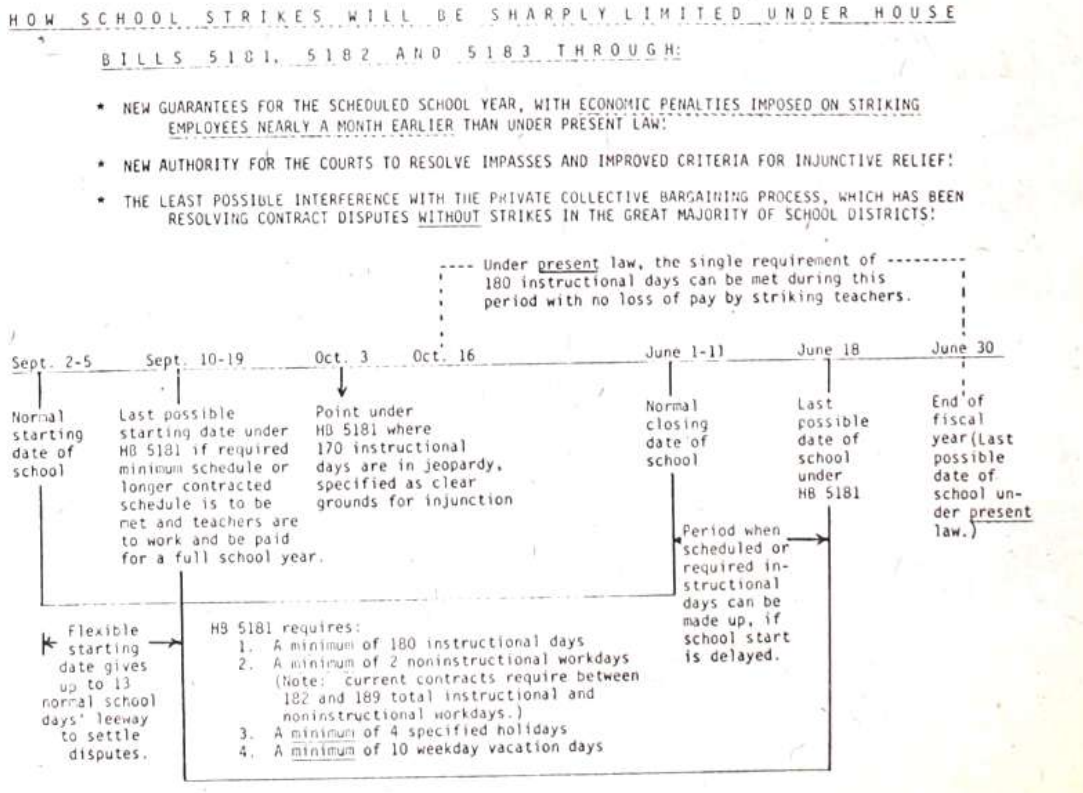 HOW SCHOOL STRIKES WILL BE SHARPLY LIMITED UNDER HOUSE
BILLS 5181, 5182 AND 5183 THROUGH:
* NEW GUARANTEES FOR THE SCHEDULED SCHOOL YEAR, WITH ECONOMIC PENALTIES IMPOSED ON STRIKING
EMPLOYEES NEARLY A MONTH EARLIER THAN UNDER PRESENT LAW!
* NEW AUTHORITY FOR THE COURTS TO RESOLVE IMPASSES AND IMPROVED CRITERIA FOR INJUNCTIVE RELIEF!
* THE LEAST POSSIBLE INTERFERENCE WITH THE PRIVATE COLLECTIVE BARGAINING PROCESS, WHICH HAS BEEN
RESOLVING CONTRACT DISPUTES WITHOUT STRIKES IN THE GREAT MAJORITY OF SCHOOL DISTRICTS!
---- Under present law, the single requirement of ---------
180 instructional days can be met during this
period with no loss of pay by striking teachers.
Sept. 2-5 Sept. 10-19 Oct. 3 Oct. 16 June 1-11 June 18 June 30
Normal
starting
date of
school
Last possible
starting date under
HB 5181 if required
minimum schedule or
longer contracted
schedule is to be
met and teachers are
to work and be paid
for a full school year.
Point under
HB 5181 where
170 instructional
days are in jeopardy,
specified as clear
grounds for injunction
Normal
closing
date of
school
Last
possible
date of
school
under
HB 5181
End of
fiscal
year(Last
possible
date of
school un-
der present
law.)
Period when
scheduled or
required in-
structional
days can be
made up, if
school start
is delayed.
Flexible
starting
date gives
up to 13
normal school
days' leeway
to settle
disputes.
HB 5181 requires:
1. A minimum of 180 instructional days
2. A minimum of 2 noninstructional workdays
(Note: current contracts require between
182 and 189 total instructional and
noninstructional workdays.)
3. A minimum of 4 specified holidays
4. A minimum of 10 weekday vacation days